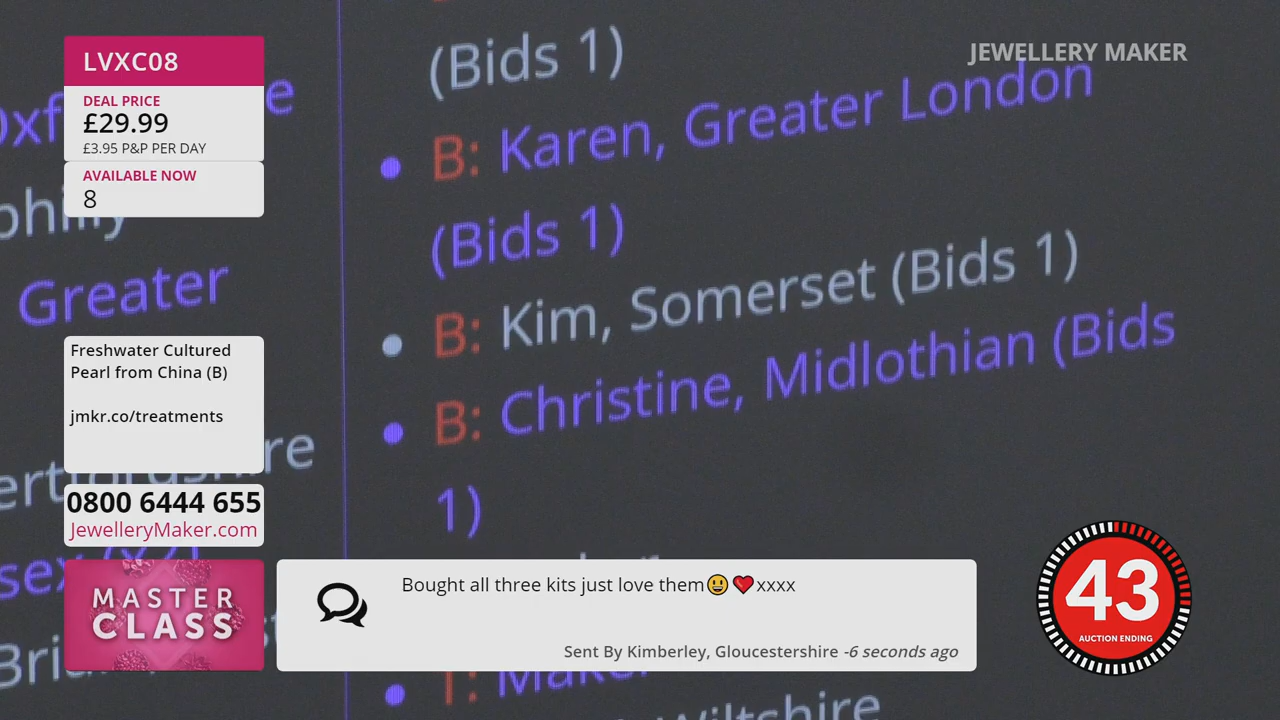 LVXC08
DEAL PRICE
£29.99
£3.95 P&P PER DAY
AVAILABLE NOW
8
Freshwater Cultured
Pearl from China (B)
jmkr.co/treatments
0800 6444 655
JewelleryMaker.com
MASTER
CLASS
JEWELLERY MAKER
Greater
(Bids 1)
B: Karen, Greater London
(Bids 1)
B: Kim, Somerset (Bids 1)
B: Christine, Midlothian (Bids
1)
Wiltshire
Bought all three kits just love them😃❤️xxxx
Sent By Kimberley, Gloucestershire -6 seconds ago
43
AUCTION ENDING